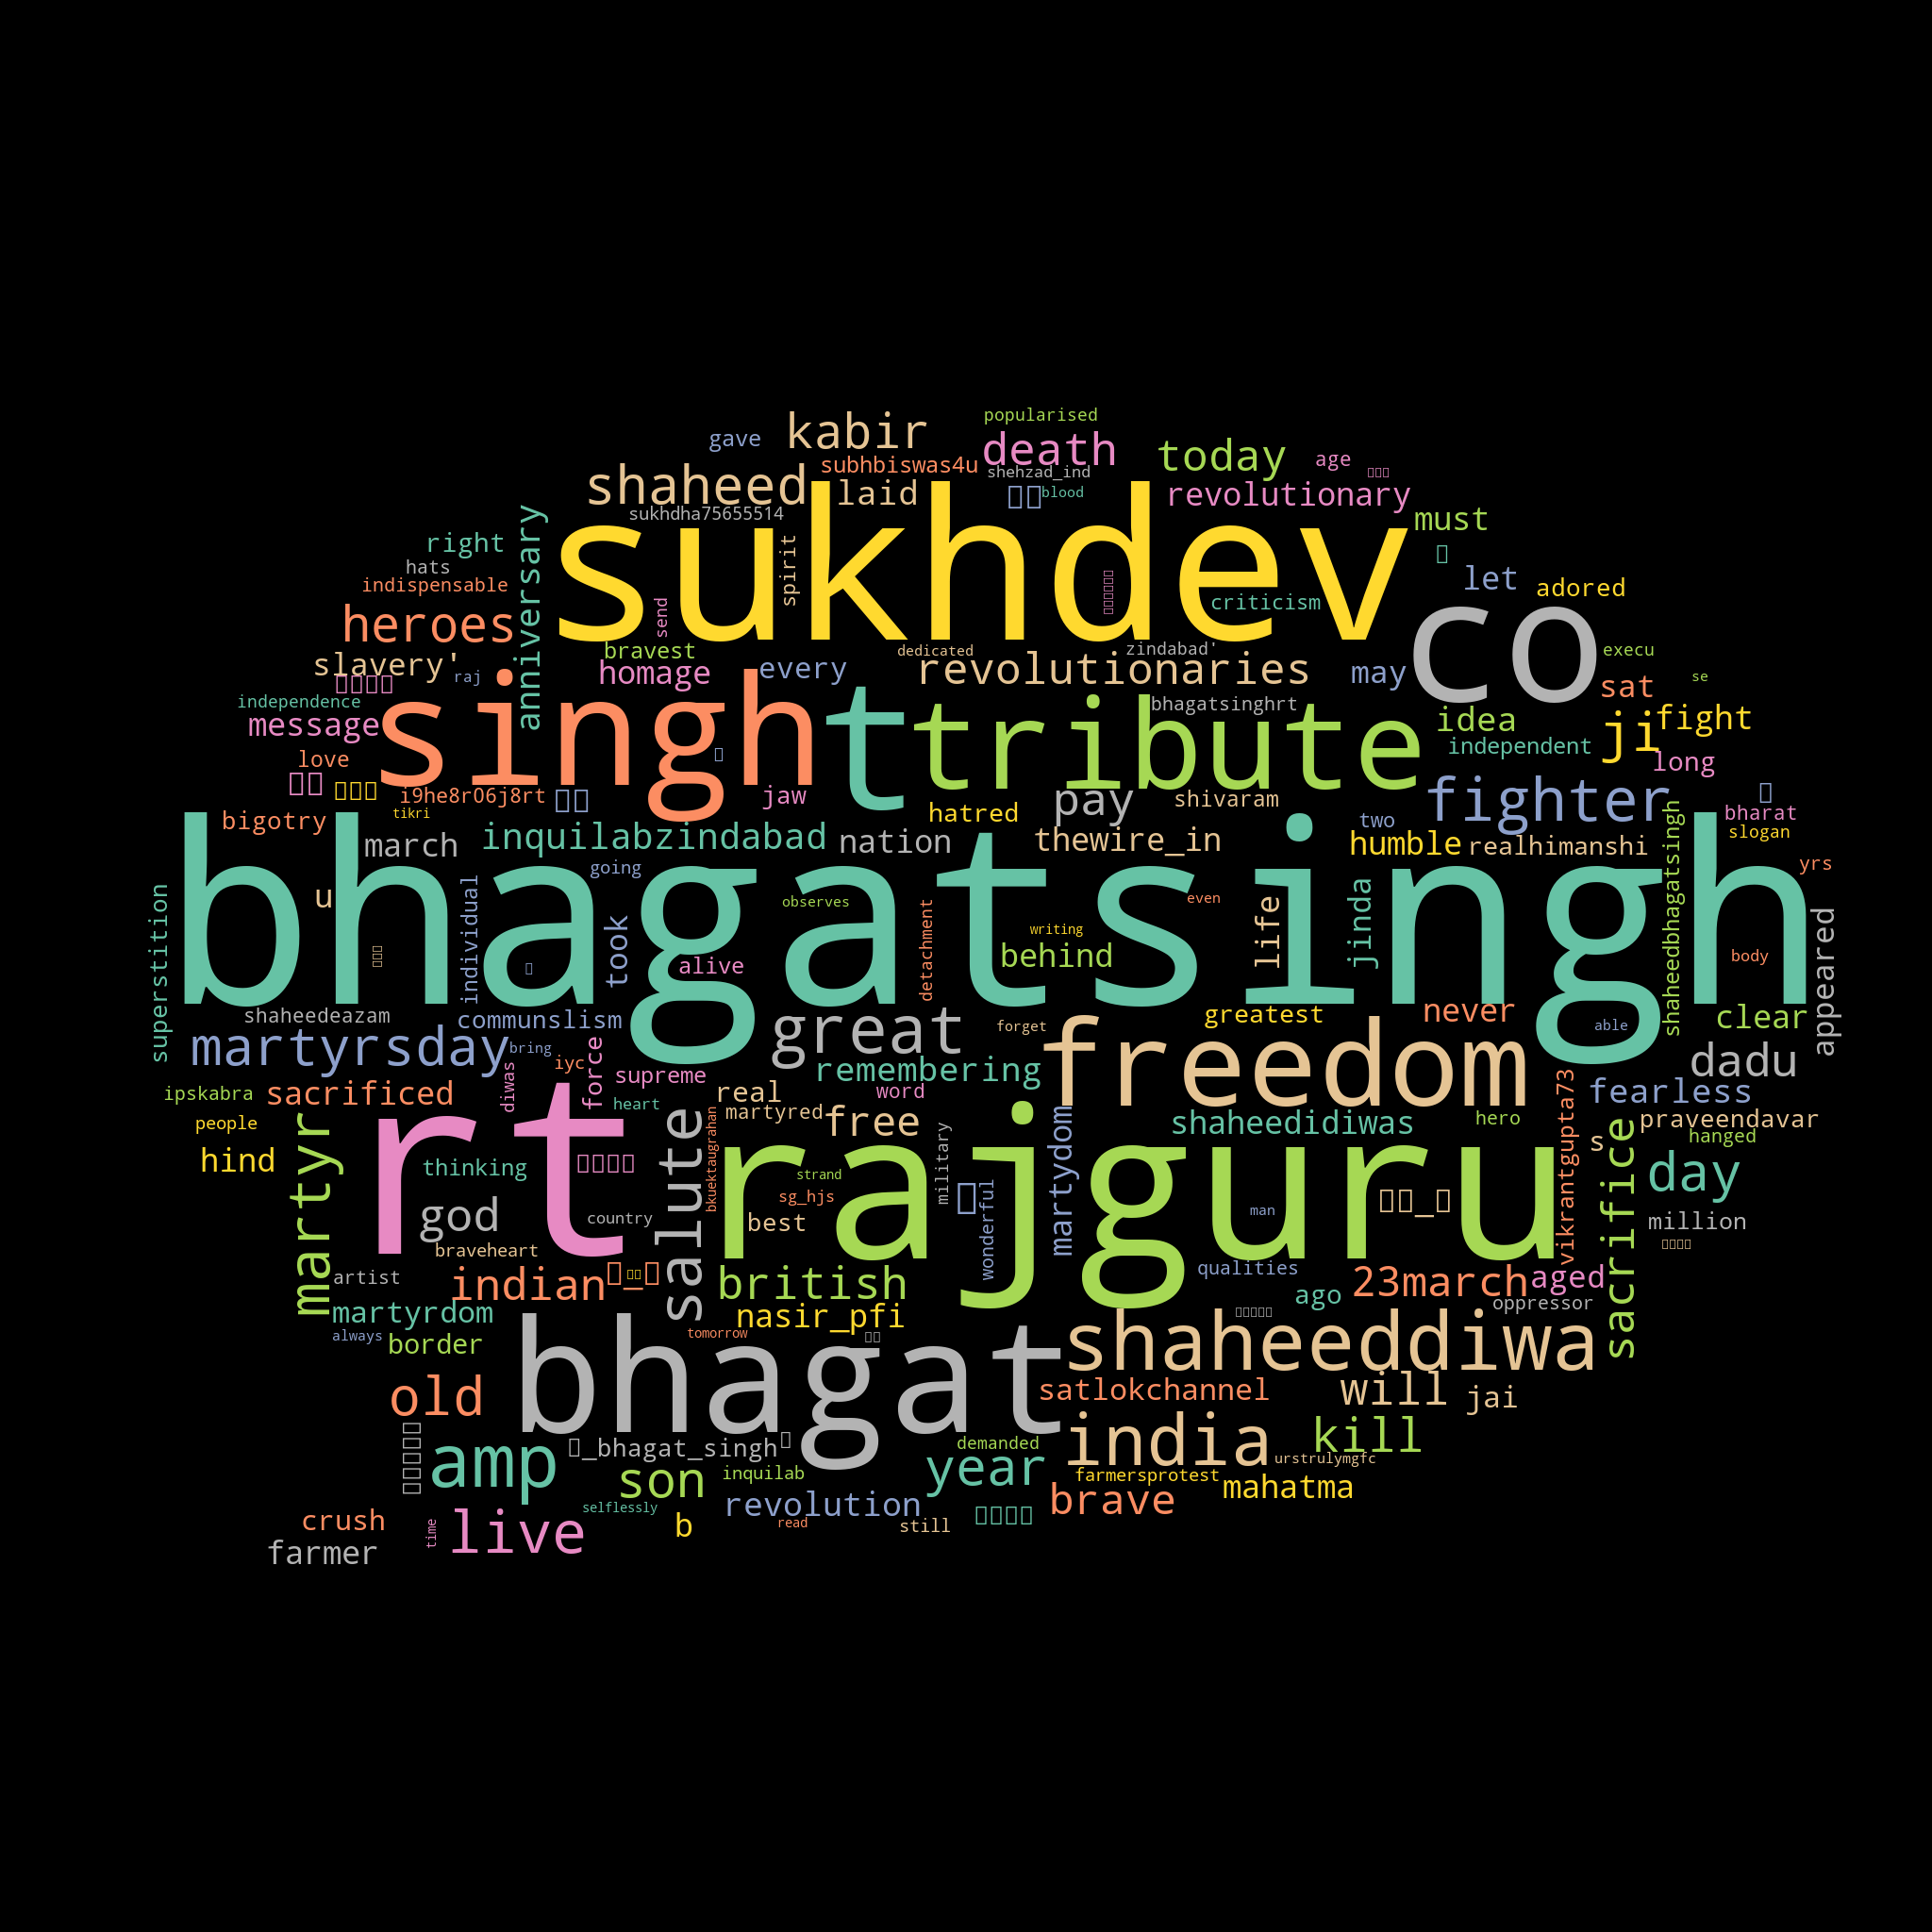 popularised
gave
kabir
death
today
age
subhbiswas4u
shehzad_ind
shaheed
laid
blood
revolutionary
sukhdha75655514
must
sukhdev
anniversary
right
spirit
hats
indispensable
let
adored
criticism
co
heroes
send
bravest
dedicated
zindabad'
execu
slavery'
raj
homage
every
revolutionaries
may
sat
se
independence
message
singh
t
tribute
bhagatsinghrt
idea
ji
fight
love
independent
long
i9he8r06j8rt
jaw
pay
shivaram
fighter
bharat
bigotry
tikri
hatred
two
slogan
march
inquilabzindabad
nation
thewire_in
humble
realhimanshi
yrs
going
shaheedbhagatsingh
bhagatsingh
u
superstition
individual
took
observes
even
life
jinda
appeared
writing
behind
alive
detachment
body
shaheedeazam
communslism
great
forget
freedom
greatest
never
able
clear
martyrsday
bring
iyc
force
remembering
dadu
ipskabra
sacrificed
diwas
supreme
real
word
vikrantgupta73
fearless
people
rt
heart
martyred
free
martyrdom
shaheedidiwas
hero
praveendavar
s
hanged
hind
martyr
thinking
salute
bkuektaugrahan
strand
sg_hjs
military
rajguru
sacrifice
day
god
country
best
wonderful
man
million
braveheart
artist
indian
british
qualities
23march
aged
martyrdom
nasir_pfi
ago
oppressor
always
border
tomorrow
bhagat
shaheeddiwa
old
satlokchannel
will
jai
amp
_bhagat_singh
demanded
india
kill
urstrulymgfc
son
inquilab
year
farmersprotest
mahatma
selflessly
revolution
brave
crush
time
live
b
read
still
farmer